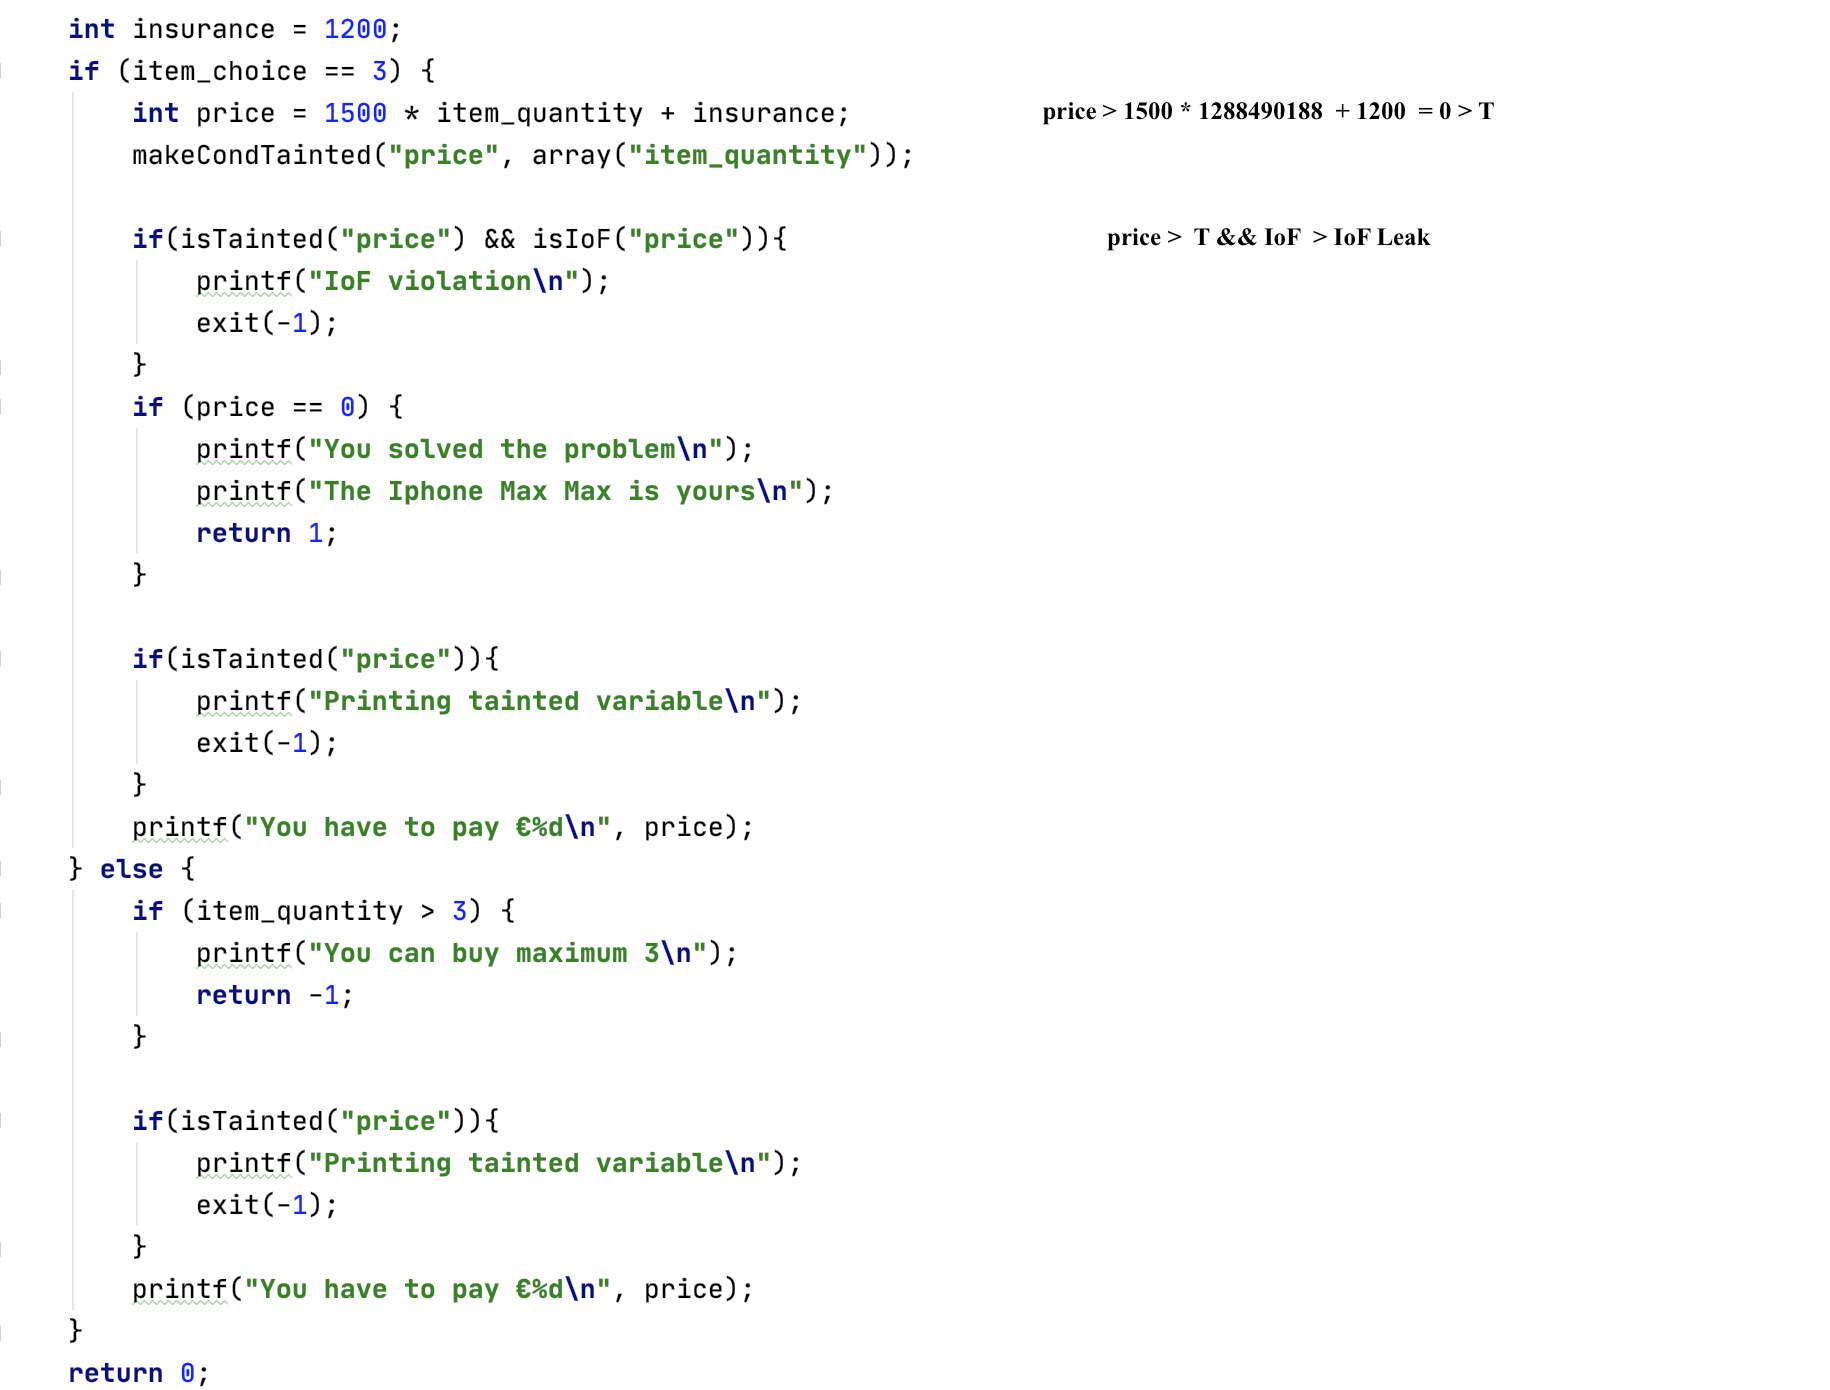 int insurance = 1200;
if (item_choice == 3) {
int price = 1500 * item_quantity + insurance; price > 1500 * 1288490188 + 1200 = 0 > T
makeCondTainted("price", array("item_quantity"));
if(isTainted("price") && isIoF("price")){ price > T && IoF > IoF Leak
printf("IoF violation\n");
exit(-1);
}
if (price == 0) {
printf("You solved the problem\n");
printf("The Iphone Max Max is yours\n");
return 1;
}
if(isTainted("price")){
printf("Printing tainted variable\n");
exit(-1);
}
printf("You have to pay €%d\n", price);
} else {
if (item_quantity > 3) {
printf("You can buy maximum 3\n");
return -1;
}
if(isTainted("price")){
printf("Printing tainted variable\n");
exit(-1);
}
printf("You have to pay €%d\n", price);
}
return 0;